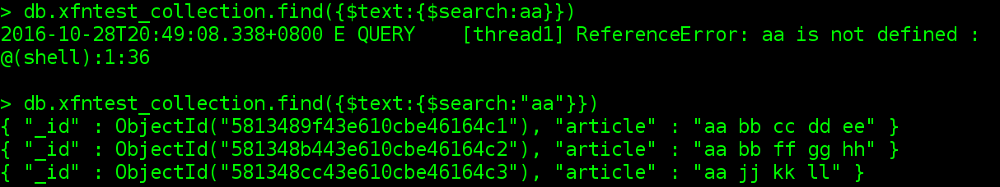 > db.xfntest_collection.find({$text:{$search:aa}})
2016-10-28T20:49:08.338+0800 E QUERY    [thread1] ReferenceError: aa is not defined :
@(shell):1:36
> db.xfntest_collection.find({$text:{$search:"aa"}})
{ "_id" : ObjectId("5813489f43e610cbe46164c1"), "article" : "aa bb cc dd ee" }
{ "_id" : ObjectId("581348b443e610cbe46164c2"), "article" : "aa bb ff gg hh" }
{ "_id" : ObjectId("581348cc43e610cbe46164c3"), "article" : "aa jj kk ll" }